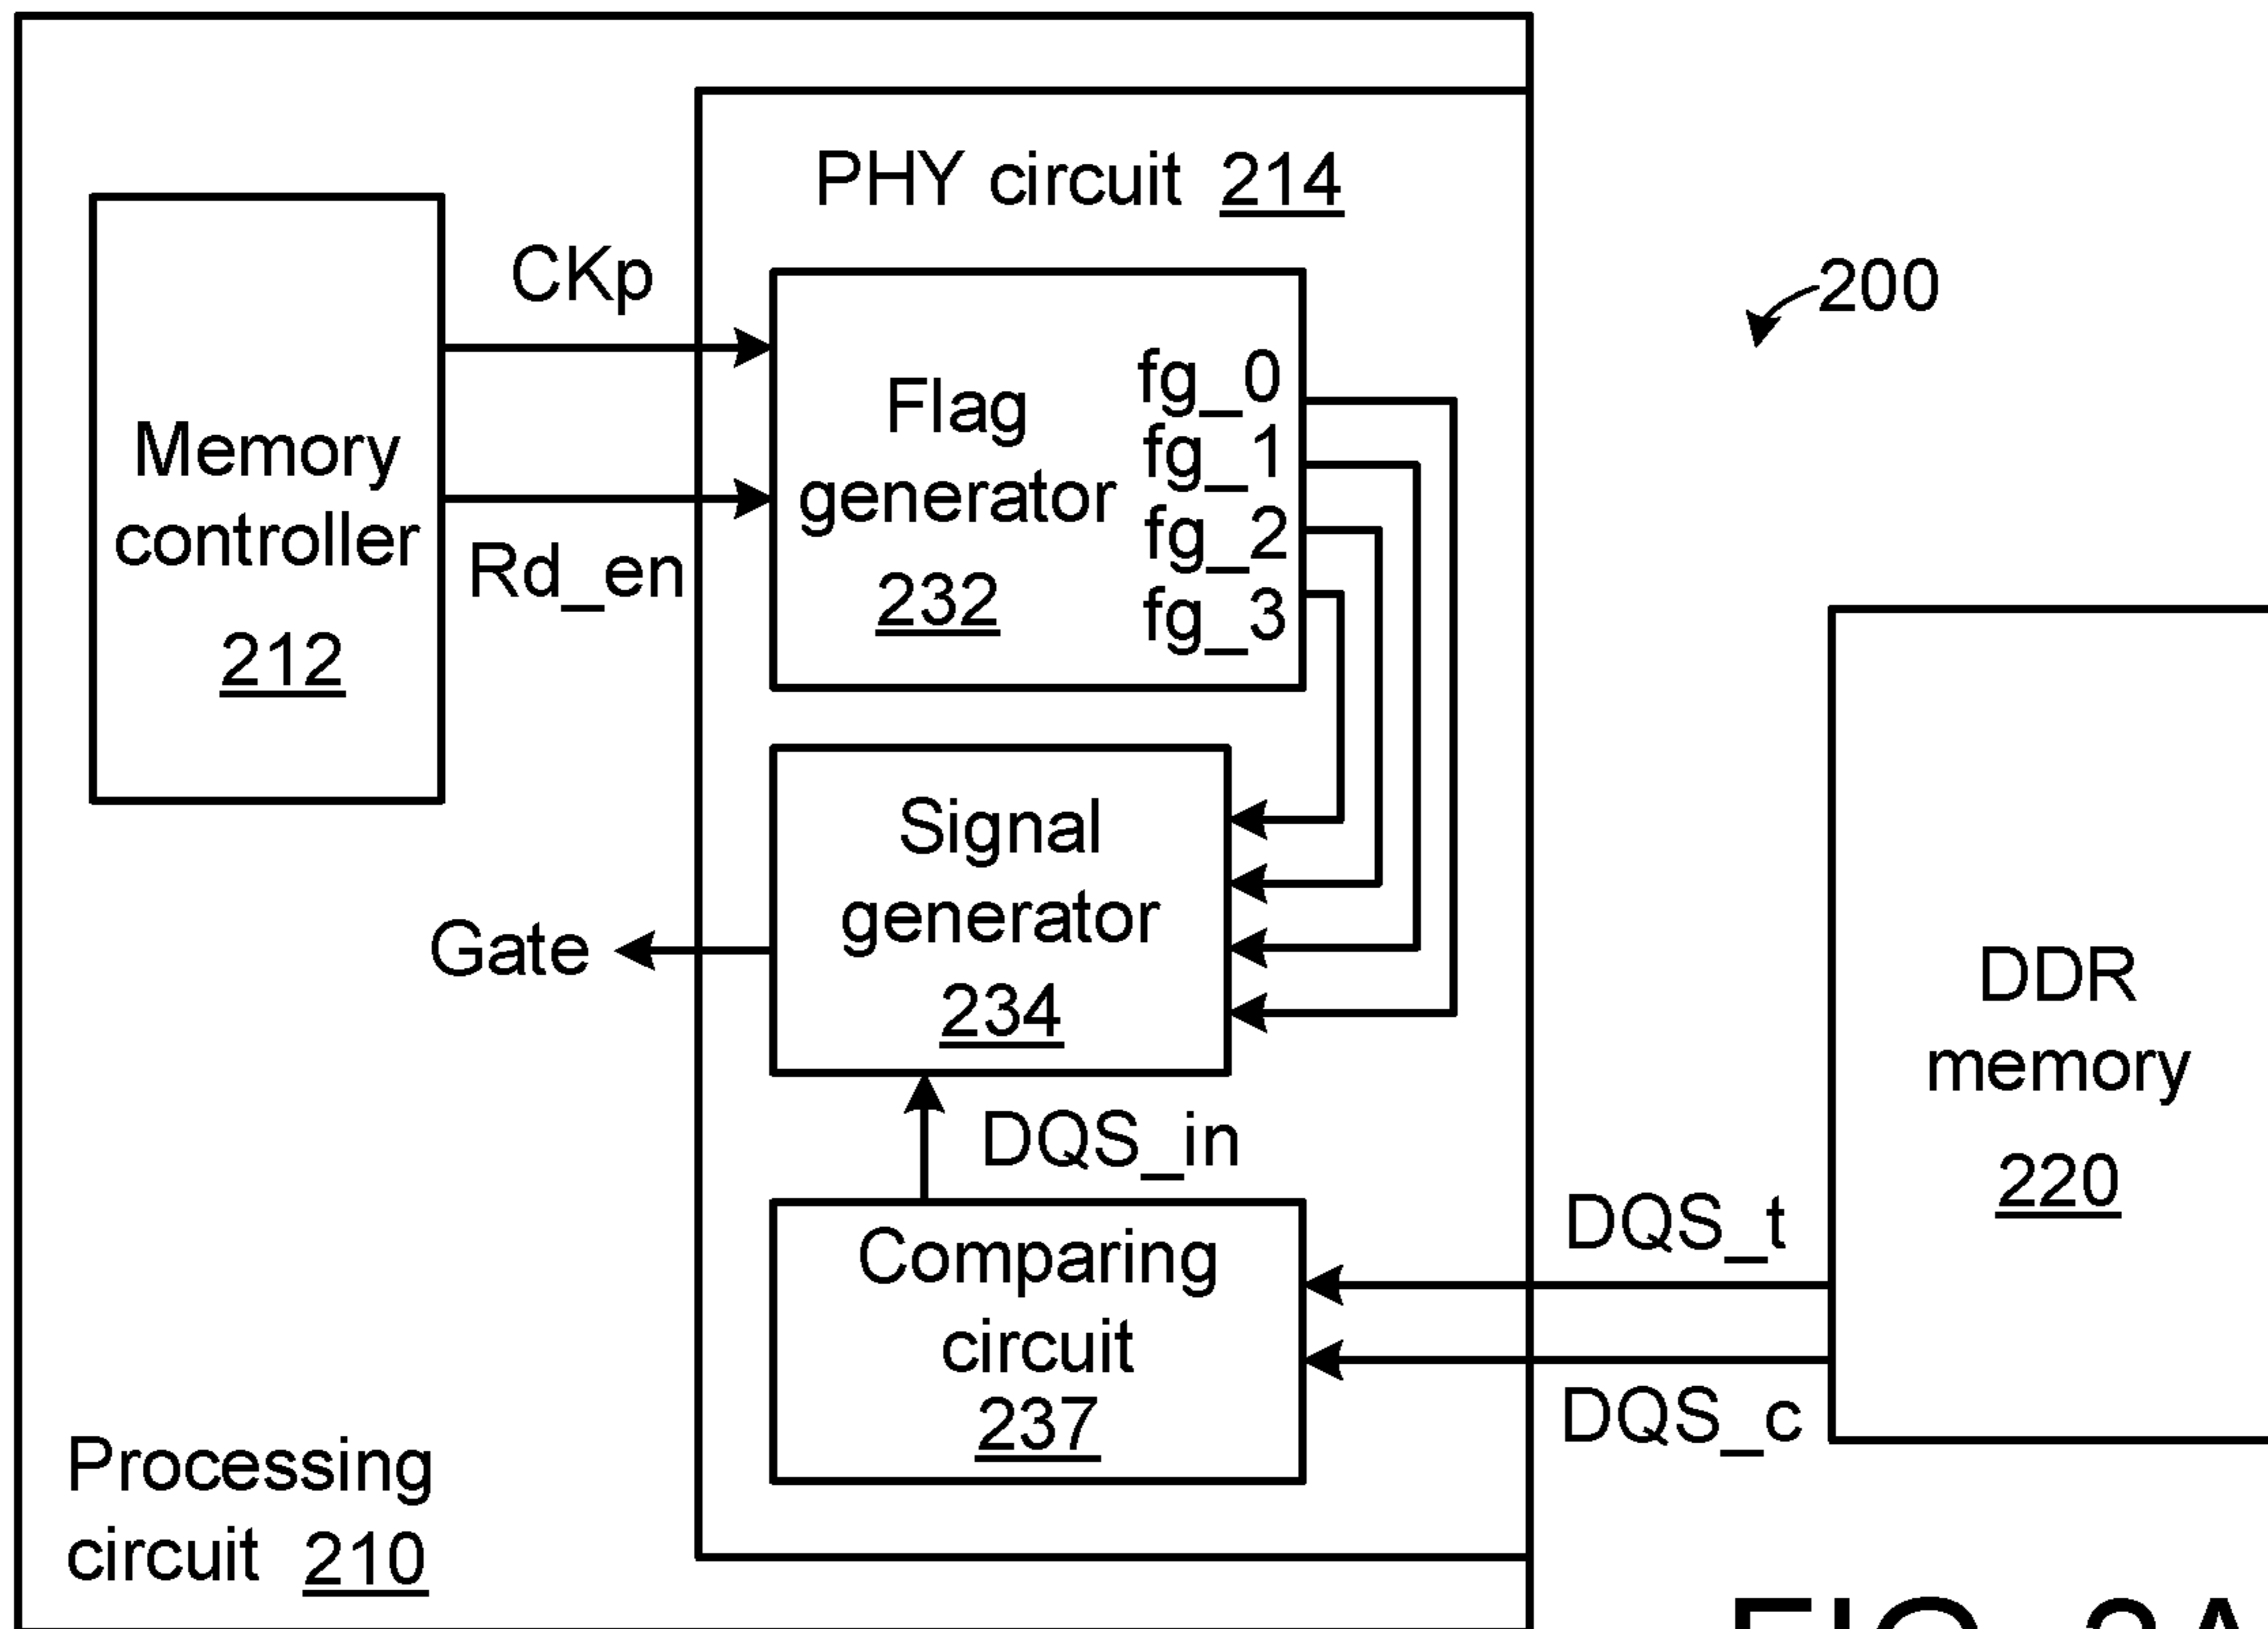 PHY circuit 214
CKp
Rd_en
Memory
controller
212
Flag
generator
232
fg_0
fg_1
fg_2
fg_3
200
Signal
generator
234
Gate
DQS_in
Comparing
circuit
237
DQS_t
DQS_c
DDR
memory
220
Processing
circuit 210